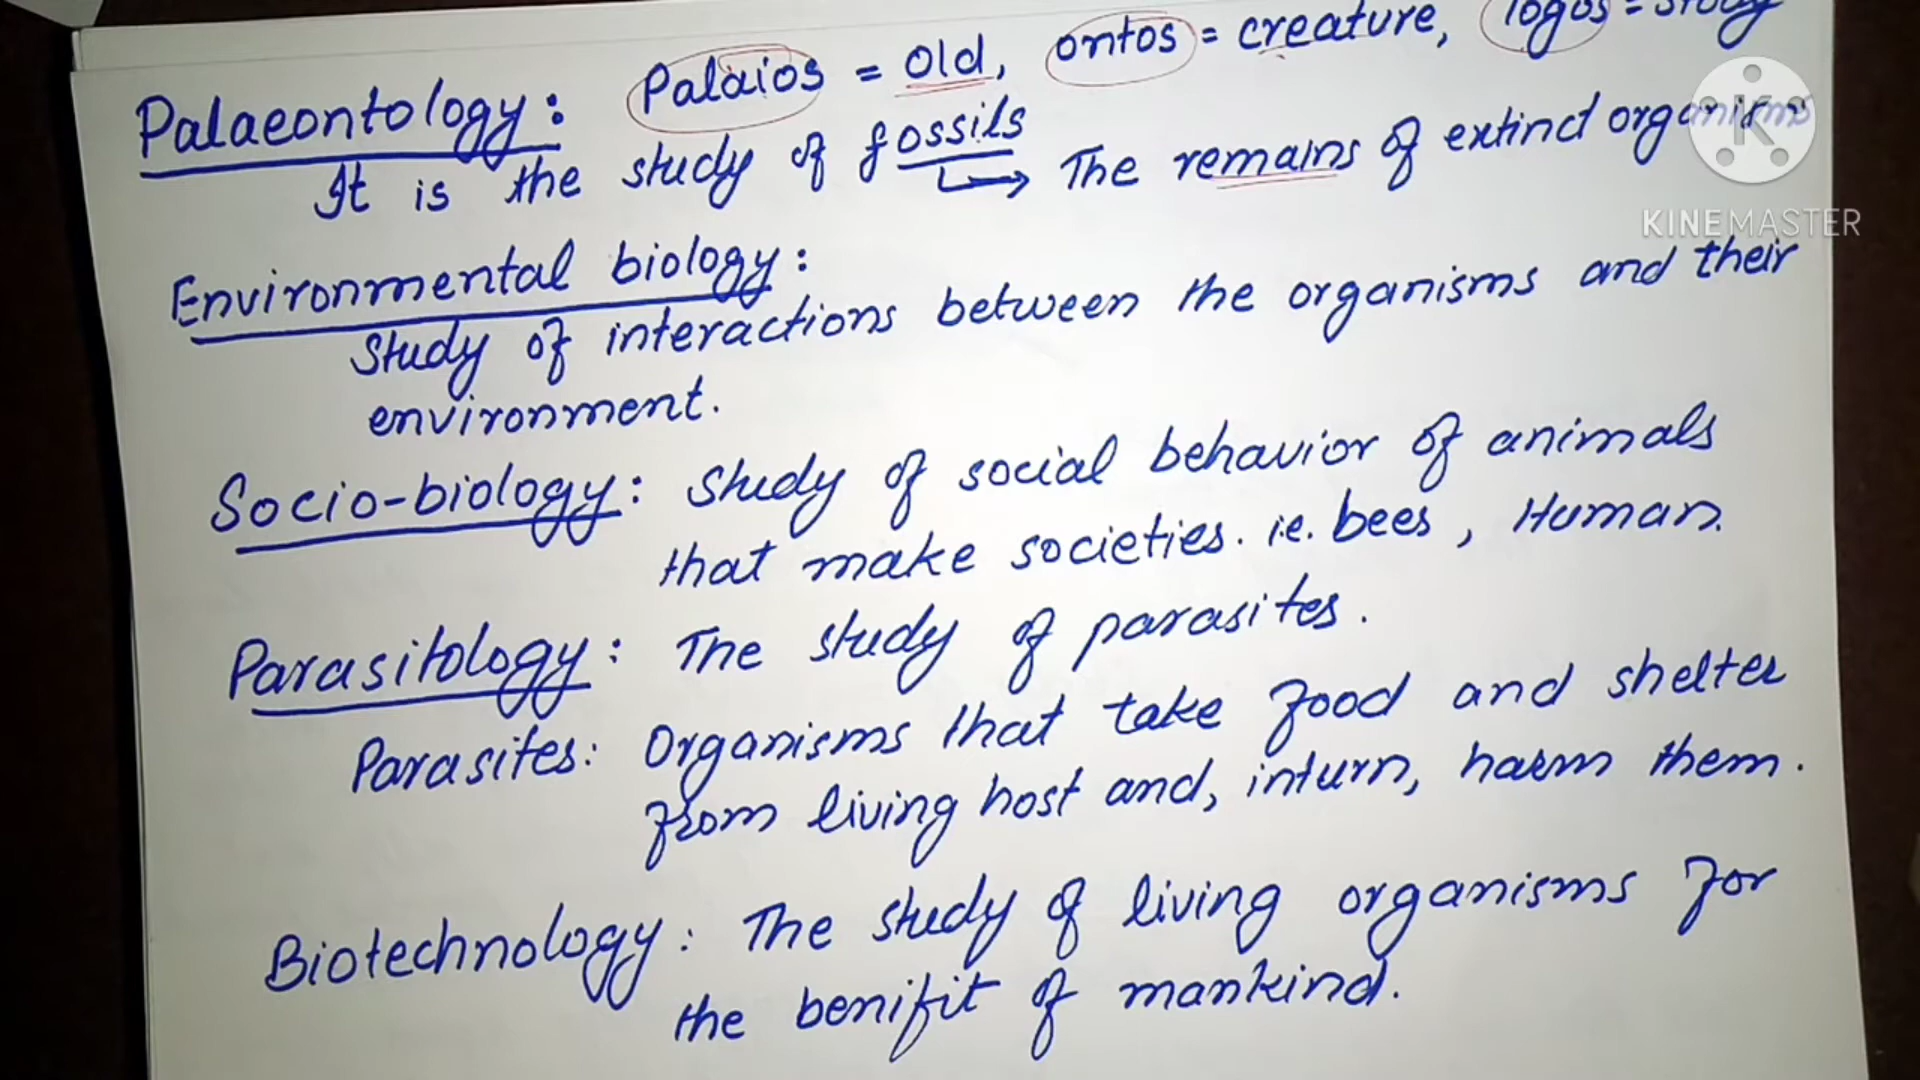 Palaeontology: Palaios = Old, ontos = creature, logos = study
It is the study of fossils → The remains of extinct organisms
KINEMASTER
Environmental biology:
Study of interactions between the organisms and their
environment.
Socio-biology: Study of social behavior of animals
that make societies. i.e. bees, Human.
Parasitology: The study of parasites.
Parasites: Organisms that take food and shelter
from living host and, inturn, harm them.
Biotechnology: The study of living organisms for
the benifit of mankind.